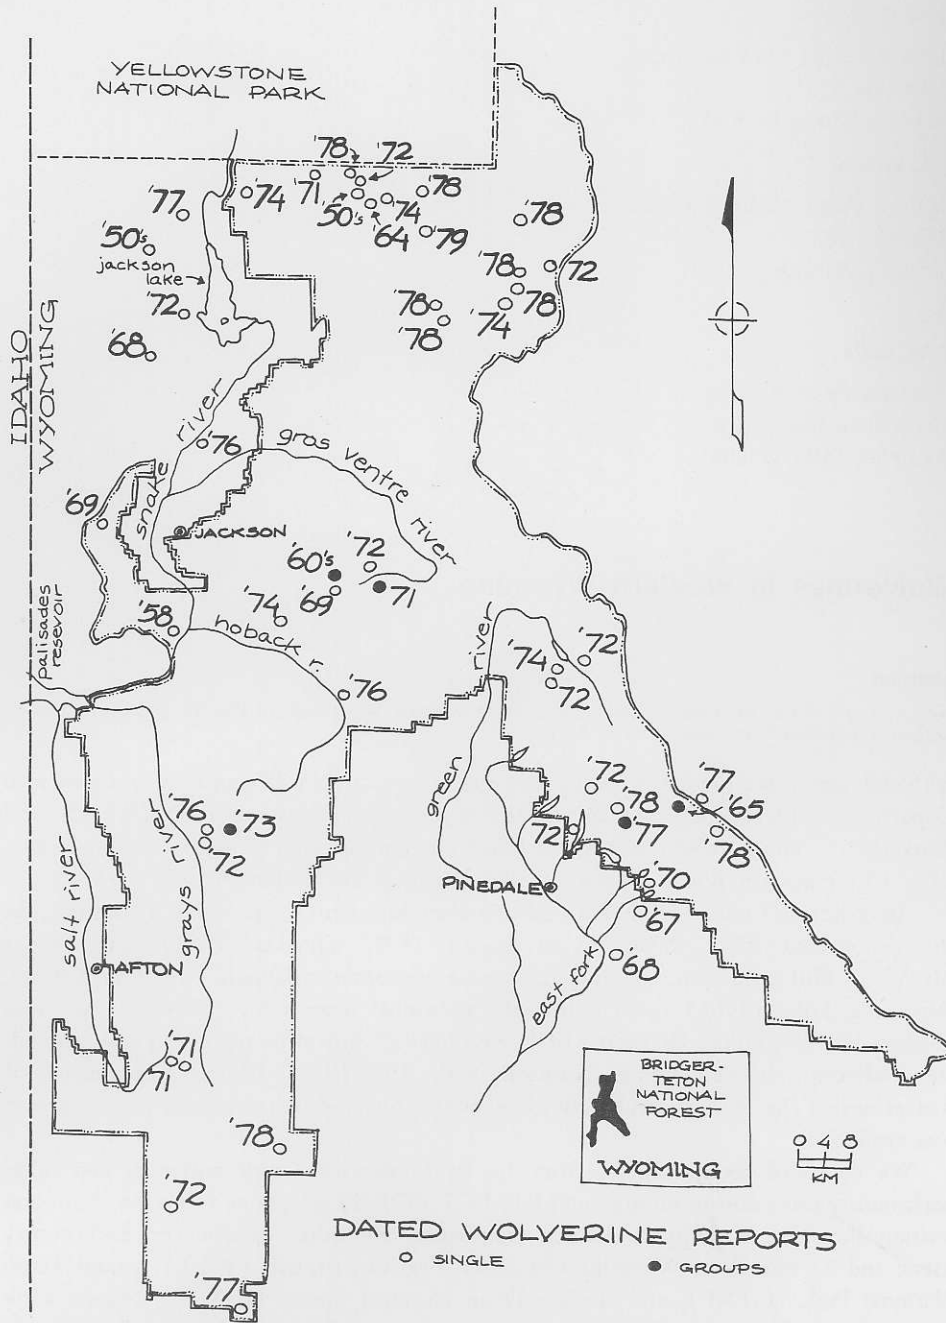 YELLOWSTONE
NATIONAL PARK
'78
'72
'77
'74
'71
'78
'50's
'74
'50's
'64
'79
'78
jackson
lake
'78
'72
'72
'78
'74
'78
'78
'68
IDAHO
WYOMING
snake river
'76
gros ventre river
'69
JACKSON
'60's
'72
'69
'71
'74
'58
hoback r.
palisades
resevoir
green river
'74
'72
'72
'76
'72
'77
'78
'65
'77
'78
72
'76
'73
'72
PINEDALE
'70
'67
'68
salt river
grays river
AFTON
east fork
'71
71
BRIDGER-
TETON
NATIONAL
FOREST
WYOMING
0 4 8
KM
'78
'72
'77
DATED WOLVERINE REPORTS
SINGLE
GROUPS